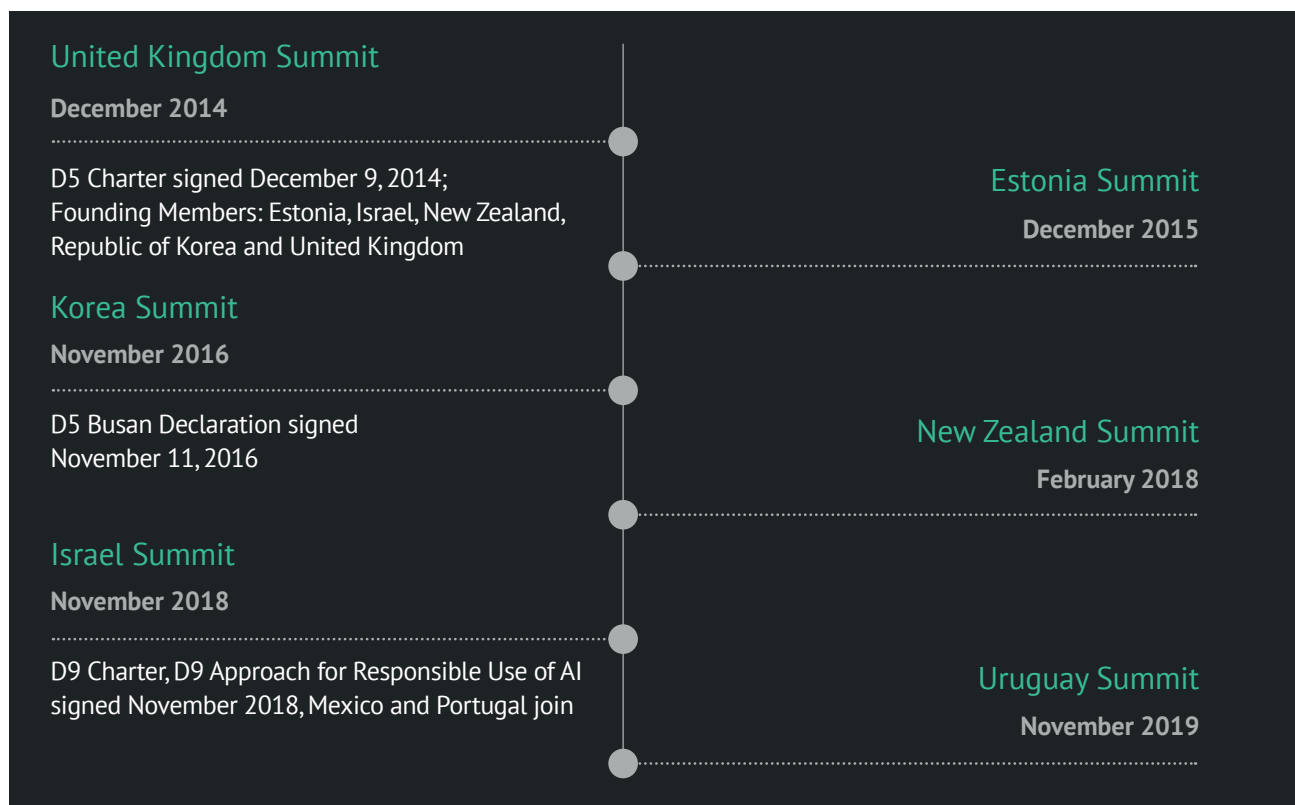 United Kingdom Summit
December 2014
D5 Charter signed December 9, 2014;
Founding Members: Estonia, Israel, New Zealand,
Republic of Korea and United Kingdom
Estonia Summit
December 2015
Korea Summit
November 2016
D5 Busan Declaration signed
November 11, 2016
New Zealand Summit
February 2018
Israel Summit
November 2018
D9 Charter, D9 Approach for Responsible Use of AI
signed November 2018, Mexico and Portugal join
Uruguay Summit
November 2019